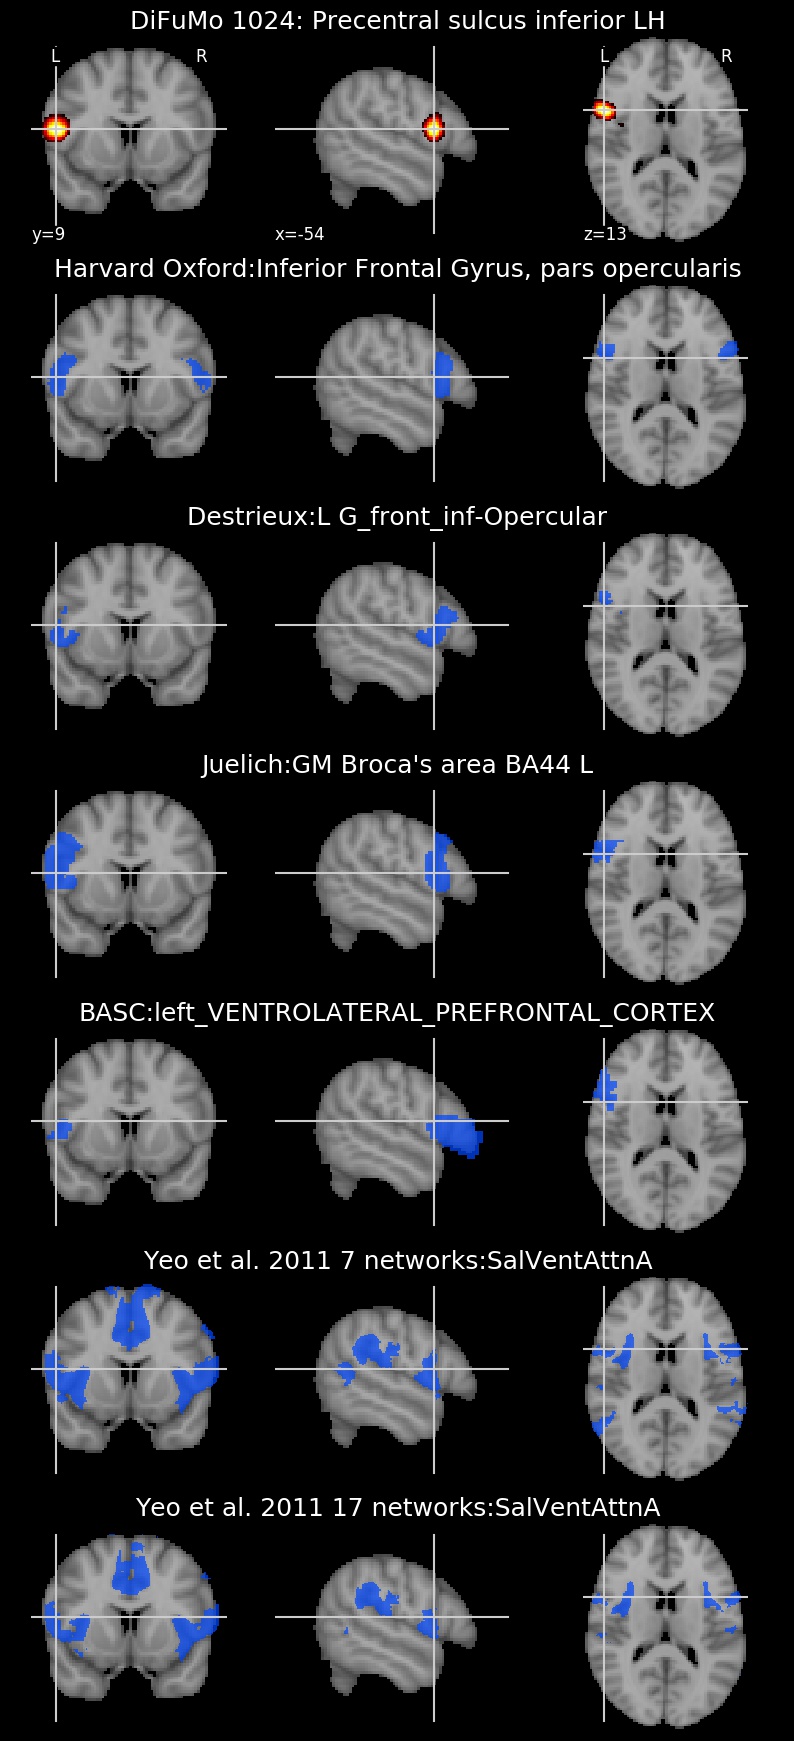 DiFuMo 1024: Precentral sulcus inferior LH
L R L R
y=9 x=-54 z=13
Harvard Oxford:Inferior Frontal Gyrus, pars opercularis
Destrieux:L G_front_inf-Opercular
Juelich:GM Broca's area BA44 L
BASC:left_VENTROLATERAL_PREFRONTAL_CORTEX
Yeo et al. 2011 7 networks:SalVentAttnA
Yeo et al. 2011 17 networks:SalVentAttnA